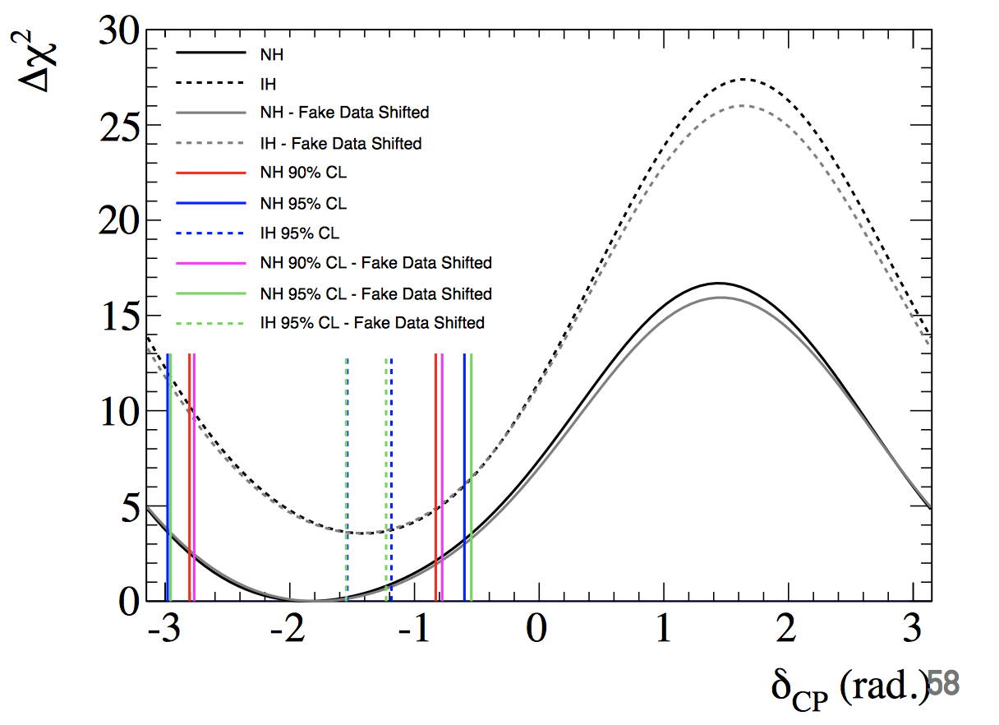 Δχ²
30
25
20
15
10
5
0
NH
IH
NH - Fake Data Shifted
IH - Fake Data Shifted
NH 90% CL
NH 95% CL
IH 95% CL
NH 90% CL - Fake Data Shifted
NH 95% CL - Fake Data Shifted
IH 95% CL - Fake Data Shifted
-3 -2 -1 0 1 2 3
δCP (rad.)
58